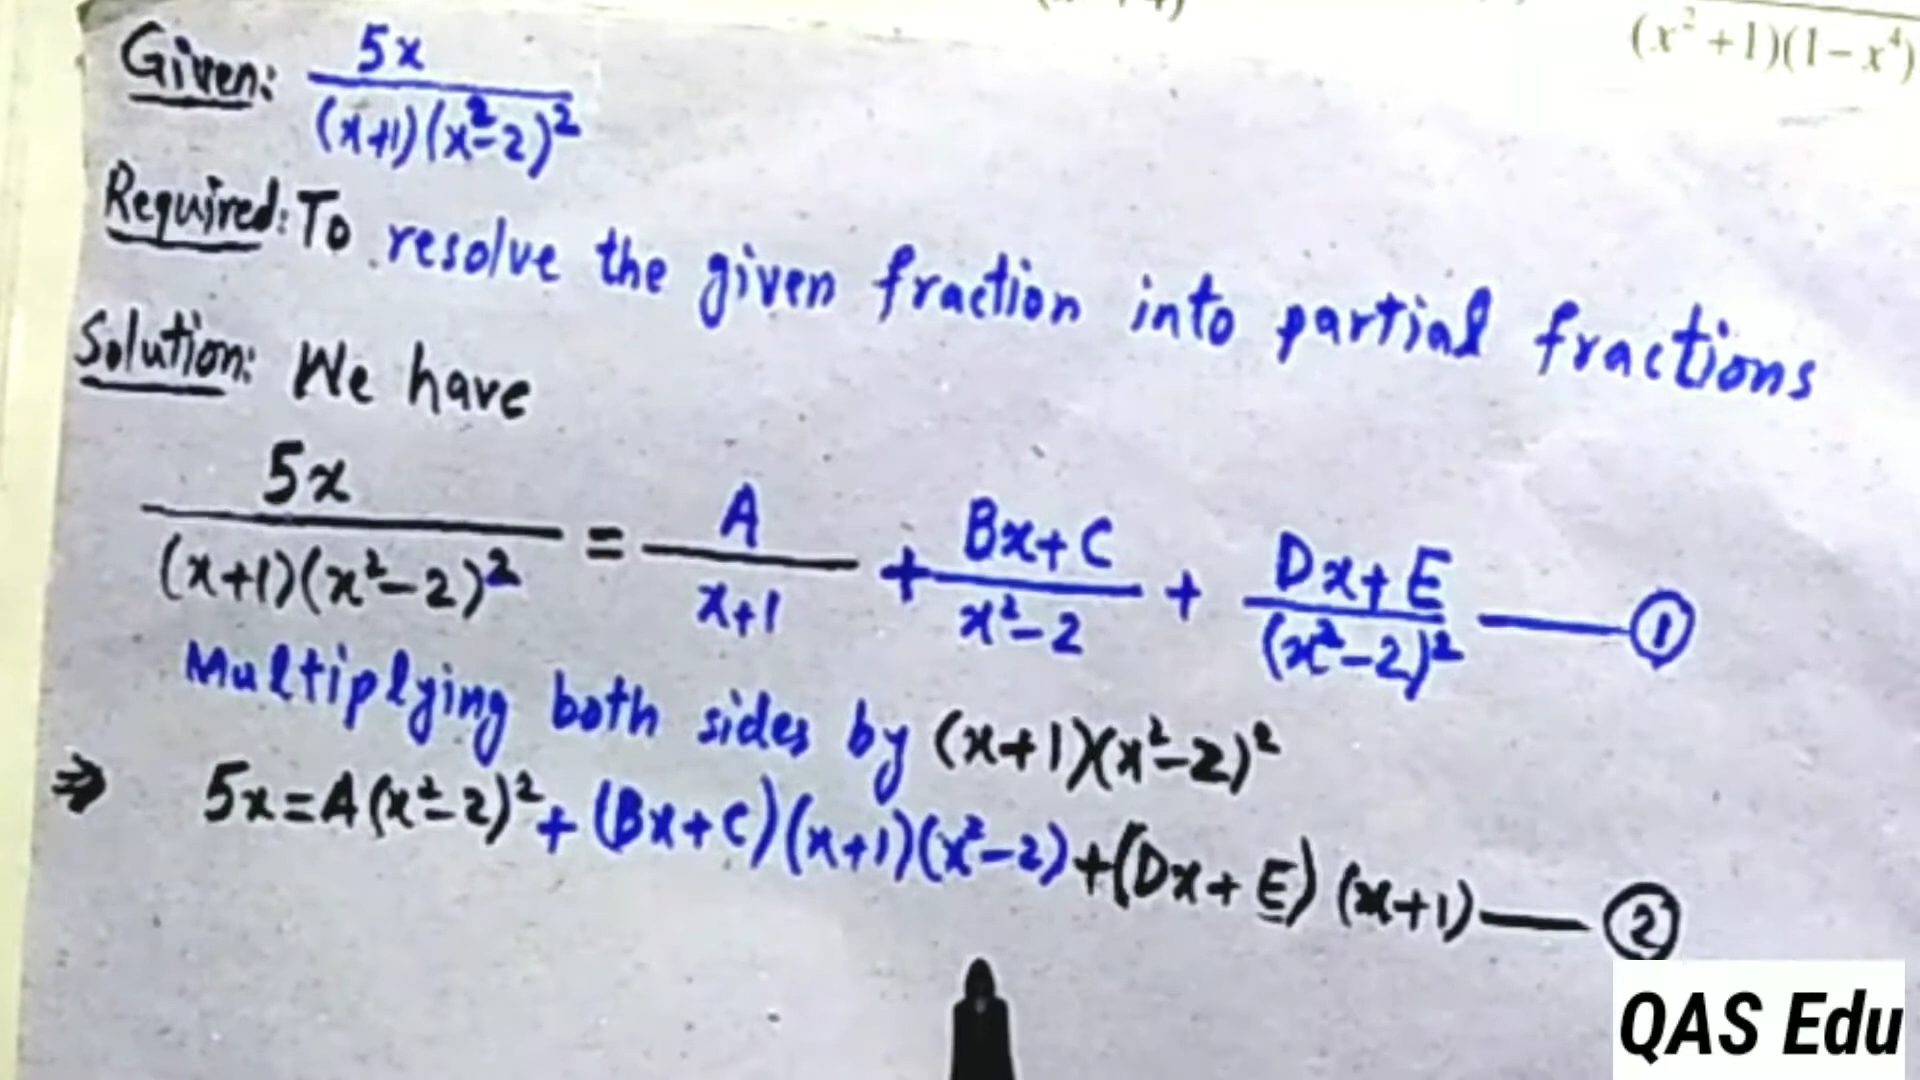 (x²+1)(1−x⁴)
Given: 5x / (x+1)(x²-2)²
Required: To resolve the given fraction into partial fractions
Solution: We have
5x / (x+1)(x²-2)² = A / x+1 + Bx+C / x²-2 + Dx+E / (x²-2)² — ①
Multiplying both sides by (x+1)(x²-2)²
⇒ 5x=A(x²-2)²+(Bx+C)(x+1)(x²-2)+(Dx+E)(x+1) — ②
QAS Edu